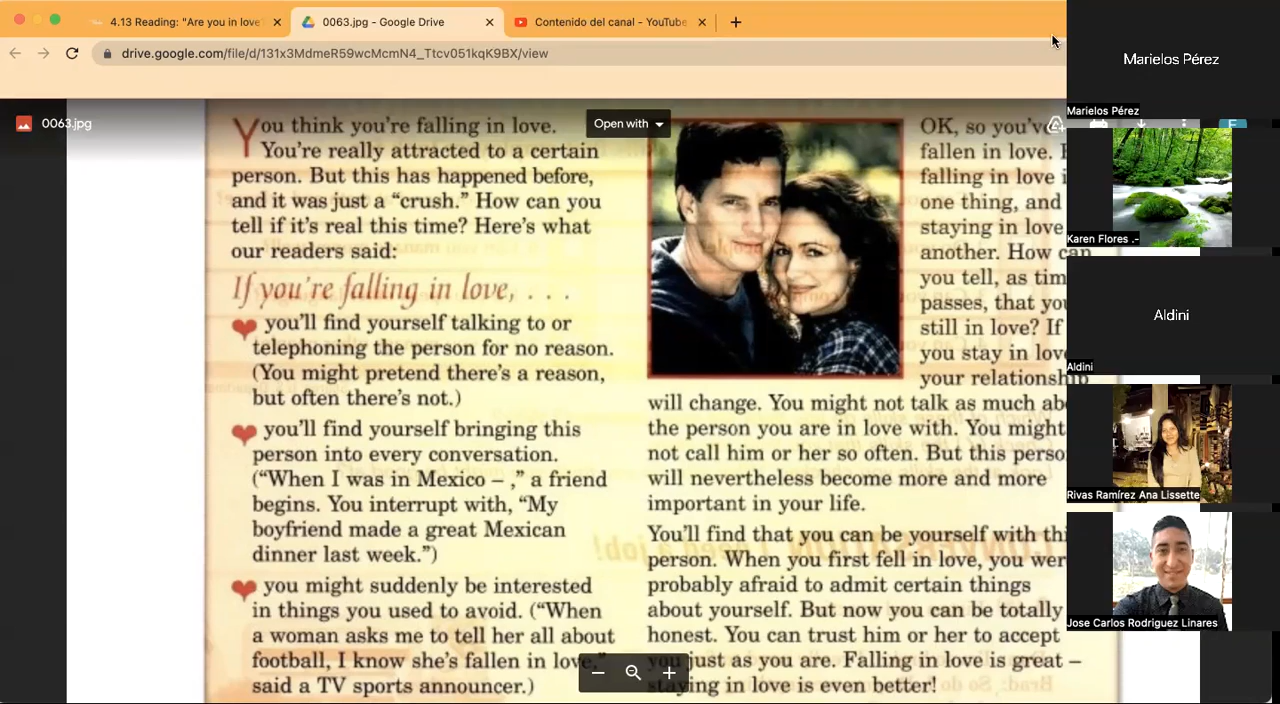 4.13 Reading: "Are you in love
0063.jpg - Google Drive
Contenido del canal - YouTube
drive.google.com/file/d/131x3MdmeR59wcMcmN4_Ttcv051kqK9BX/view
0063.jpg
Open with
You think you're falling in love.
You're really attracted to a certain
person. But this has happened before,
and it was just a "crush." How can you
tell if it's real this time? Here's what
our readers said:
If you're falling in love, . . .
you'll find yourself talking to or
telephoning the person for no reason.
(You might pretend there's a reason,
but often there's not.)
you'll find yourself bringing this
person into every conversation.
("When I was in Mexico – ," a friend
begins. You interrupt with, "My
boyfriend made a great Mexican
dinner last week.")
you might suddenly be interested
in things you used to avoid. ("When
a woman asks me to tell her all about
football, I know she's fallen in love,"
said a TV sports announcer.)
OK, so you've
fallen in love.
falling in love i
one thing, and
staying in love
another. How can
you tell, as tim
passes, that you
still in love? If
you stay in lov
your relationship
will change. You might not talk as much abo
the person you are in love with. You might
not call him or her so often. But this perso
will nevertheless become more and more
important in your life.
You'll find that you can be yourself with thi
person. When you first fell in love, you wer
probably afraid to admit certain things
about yourself. But now you can be totally
honest. You can trust him or her to accept
you just as you are. Falling in love is great –
staying in love is even better!
Marielos Pérez
Marielos Pérez
Karen Flores .-
Aldini
Aldini
Rivas Ramírez Ana Lissette
Jose Carlos Rodriguez Linares